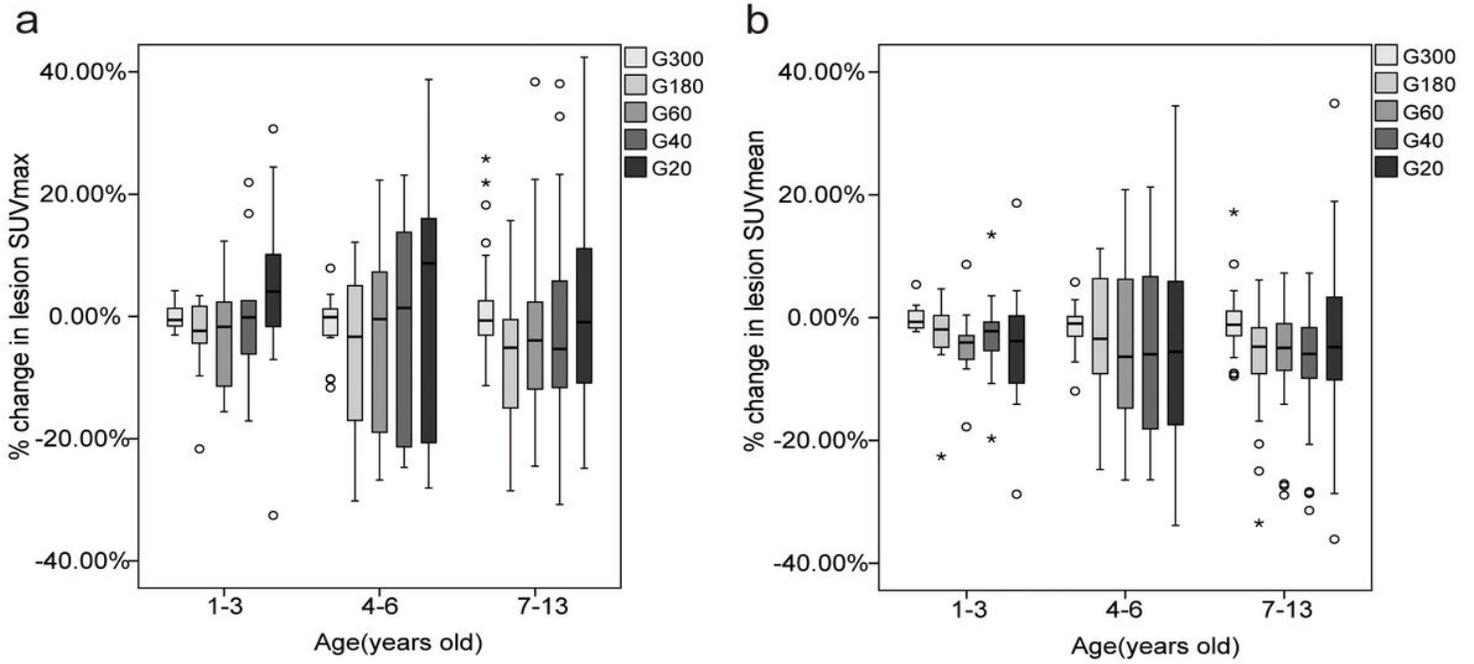 a
% change in lesion SUVmax
40.00%
20.00%
0.00%
-20.00%
-40.00%
1-3
4-6
7-13
Age(years old)
G300
G180
G60
G40
G20
b
% change in lesion SUVmean
40.00%
20.00%
0.00%
-20.00%
-40.00%
1-3
4-6
7-13
Age(years old)
G300
G180
G60
G40
G20